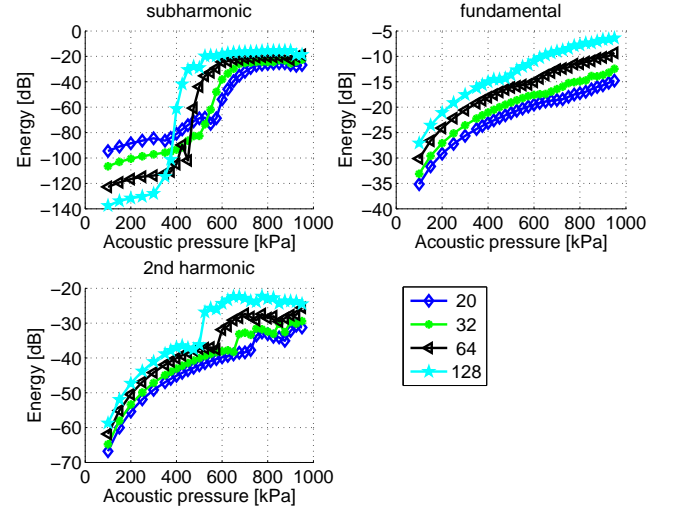 subharmonic
0
−20
−40
−60
−80
−100
−120
−140
Energy [dB]
0 200 400 600 800 1000
Acoustic pressure [kPa]
fundamental
−5
−10
−15
−20
−25
−30
−35
−40
Energy [dB]
0 200 400 600 800 1000
Acoustic pressure [kPa]
2nd harmonic
−20
−30
−40
−50
−60
−70
Energy [dB]
0 200 400 600 800 1000
Acoustic pressure [kPa]
20
32
64
128